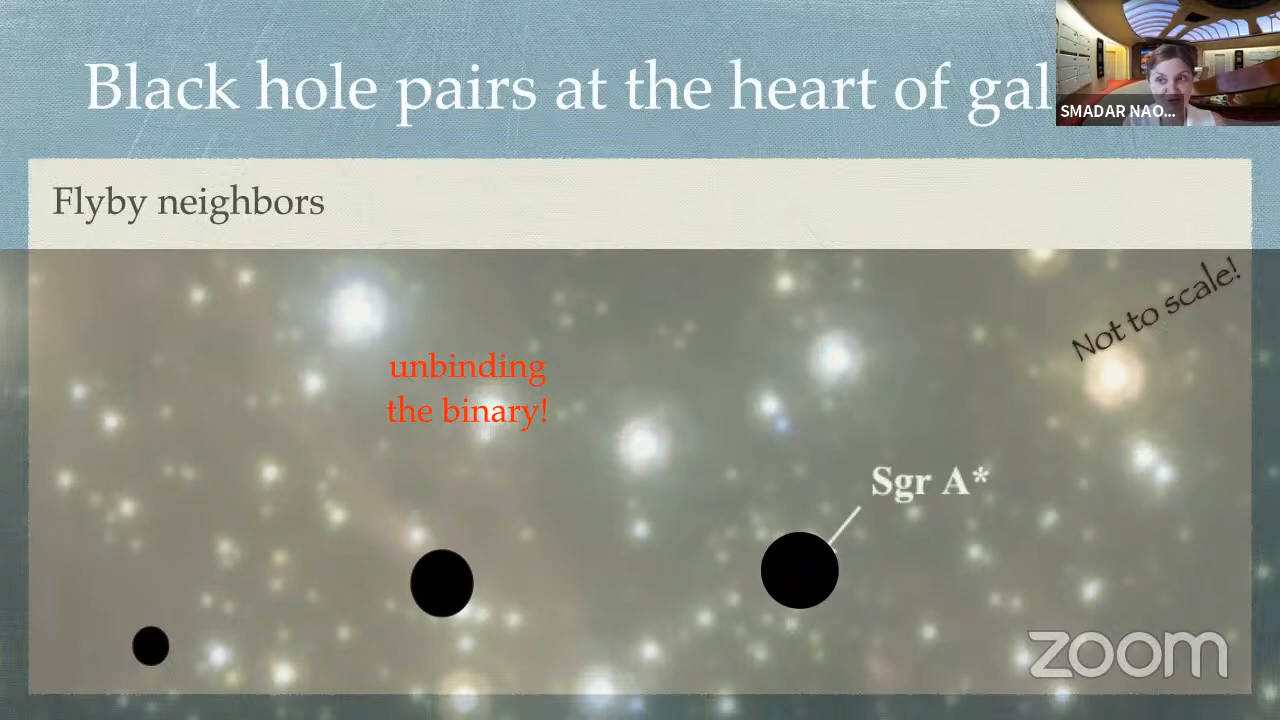 Black hole pairs at the heart of gal
SMADAR NAO...
Flyby neighbors
Not to scale!
unbinding
the binary!
Sgr A*
zoom